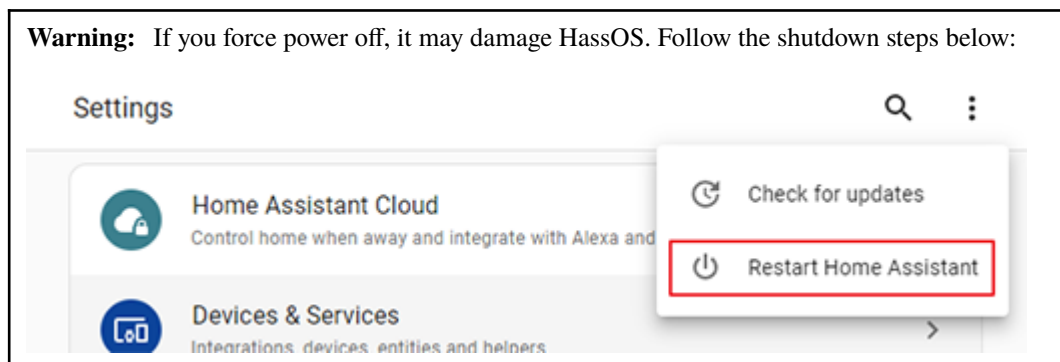 Warning: If you force power off, it may damage HassOS. Follow the shutdown steps below:
Settings
Check for updates
Restart Home Assistant
Home Assistant Cloud
Control home when away and integrate with Alexa and
Devices & Services
Integrations, devices, entities and helpers